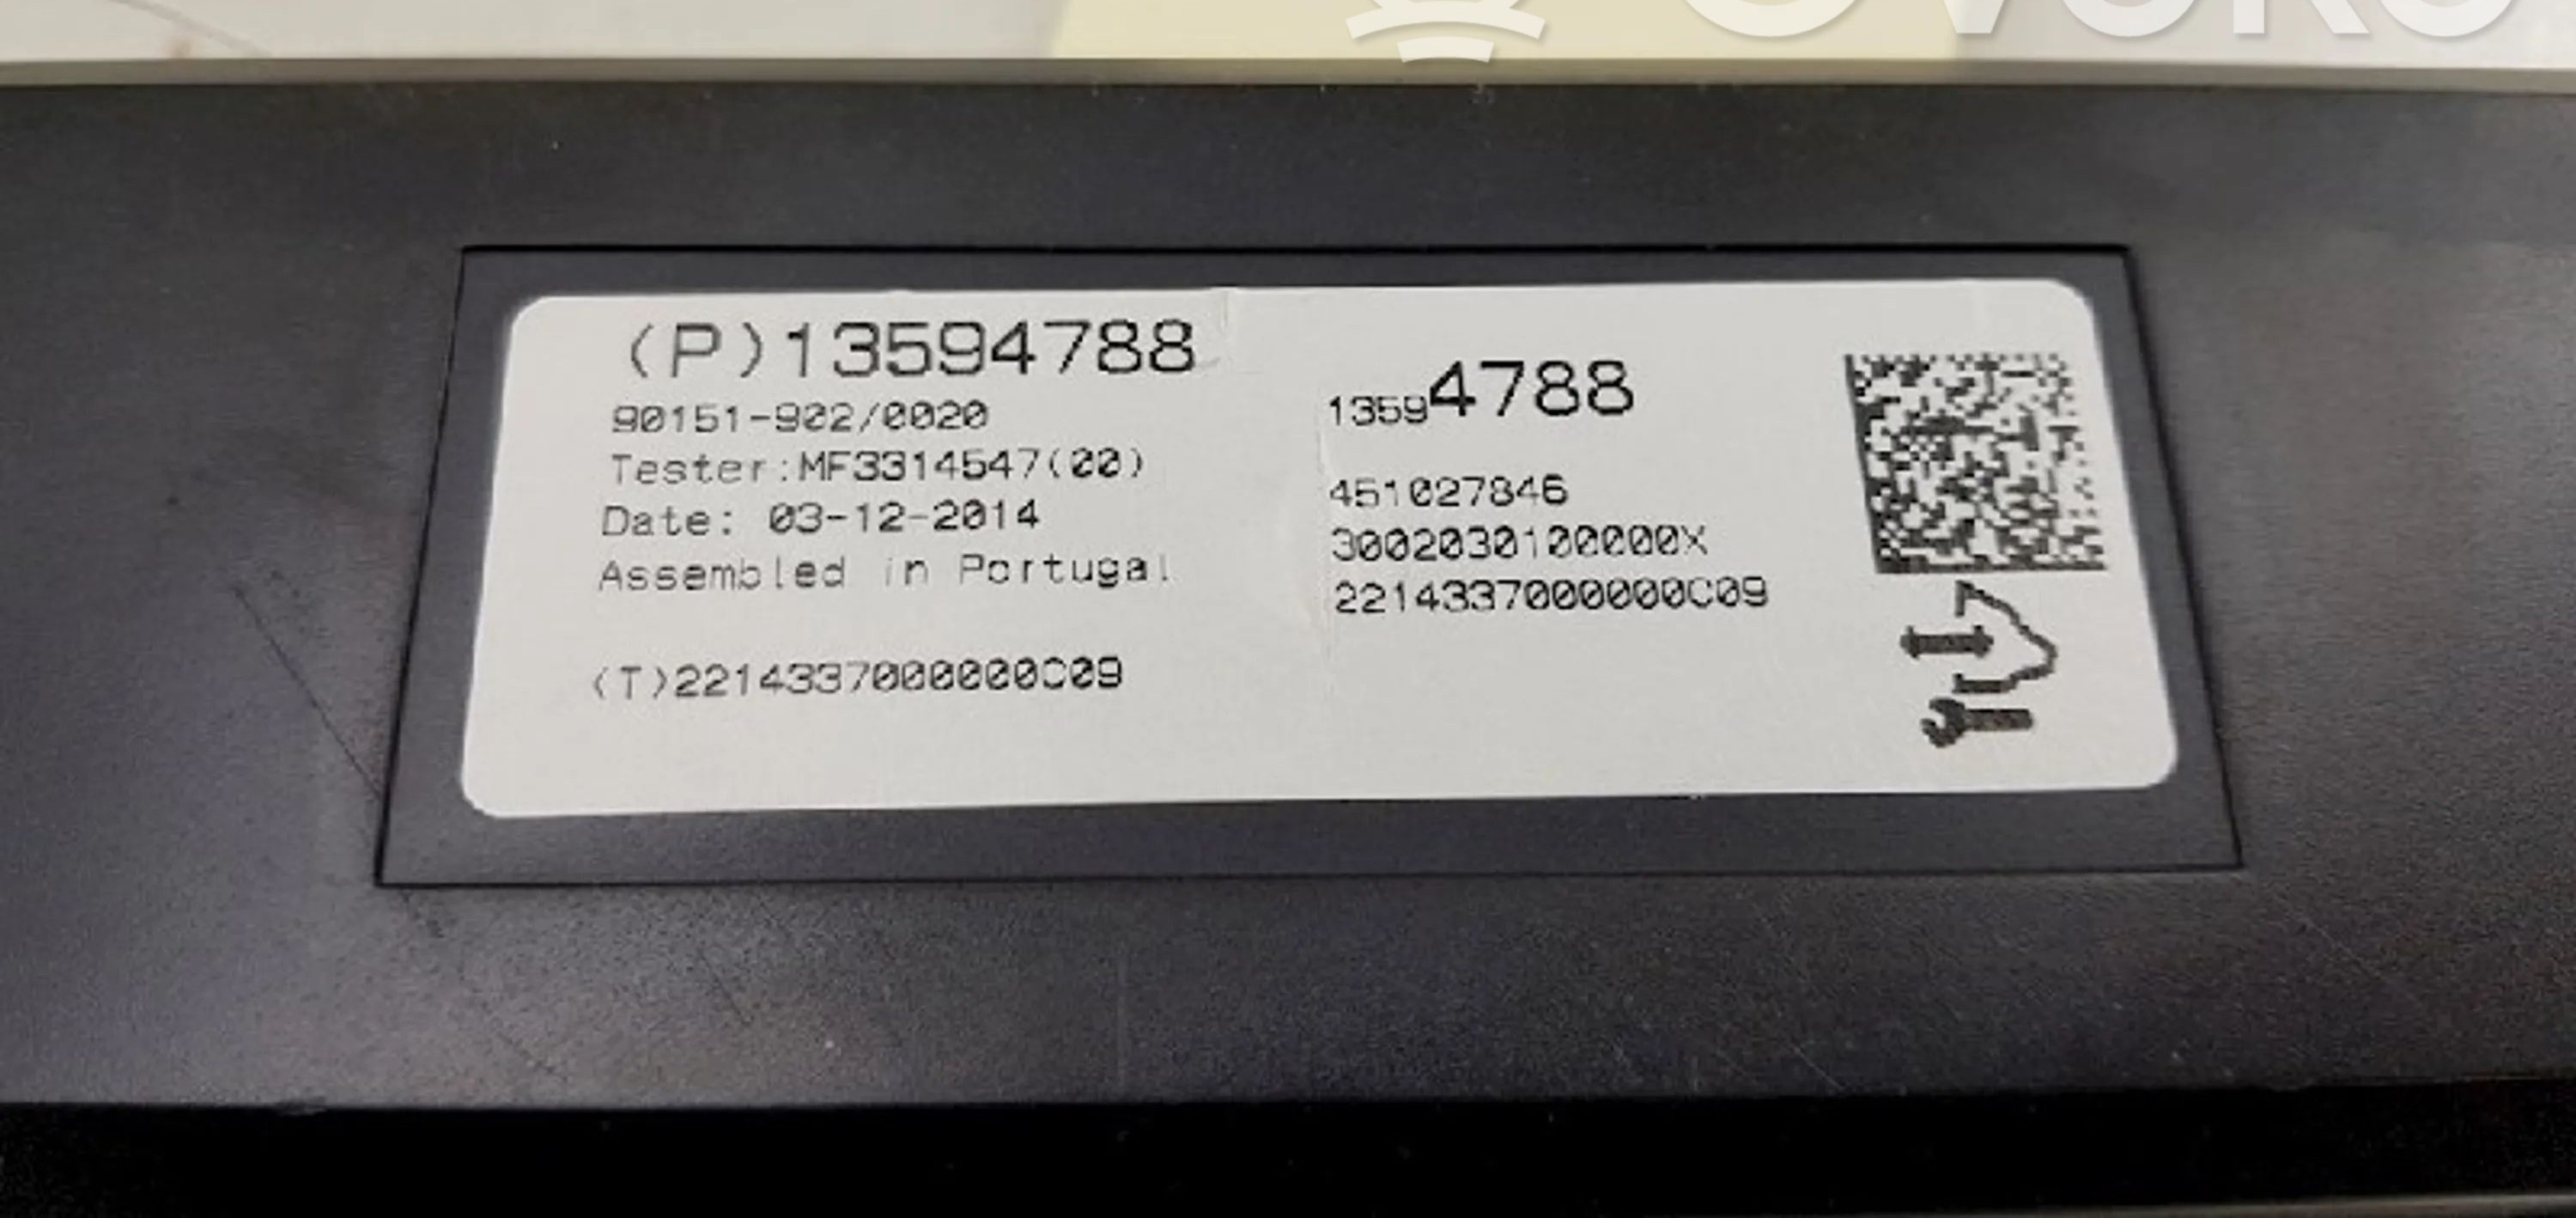 (P)13594788
90151-902/0020
Tester:MF3314547(00)
Date: 03-12-2014
Assembled in Portugal
(T)2214337000000C09
13594788
451027846
3002030100000X
2214337000000C09